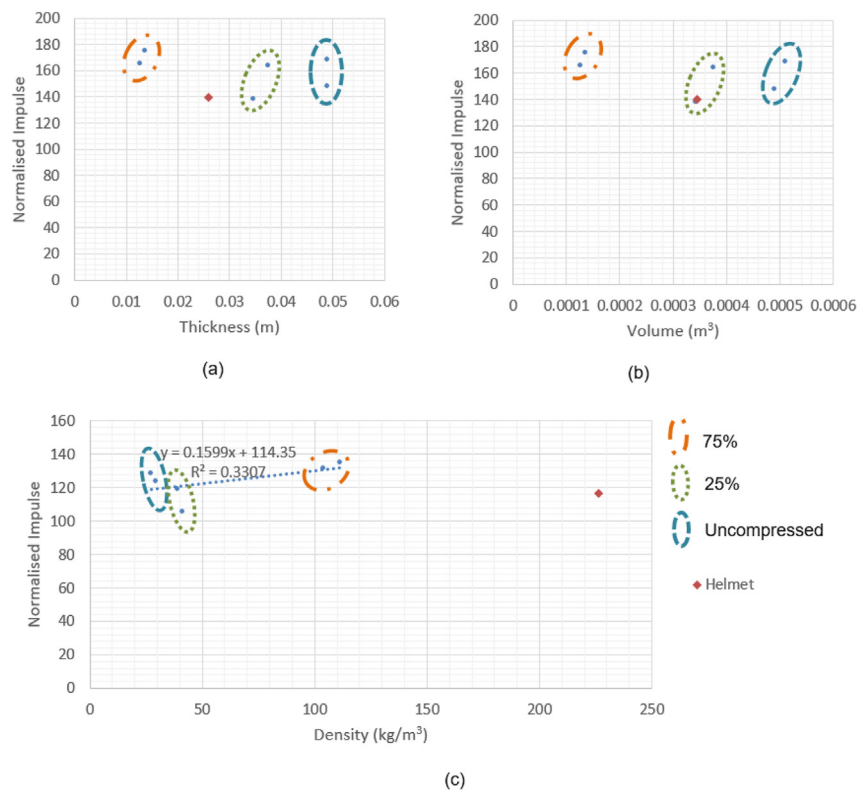 200
180
160
140
120
100
80
60
40
20
0
Normalised Impulse
0 0.01 0.02 0.03 0.04 0.05 0.06
Thickness (m)
(a)
200
180
160
140
120
100
80
60
40
20
0
Normalised Impulse
0 0.0001 0.0002 0.0003 0.0004 0.0005 0.0006
Volume (m³)
(b)
160
140
120
100
80
60
40
20
0
Normalised Impulse
y = 0.1599x + 114.35
R² = 0.3307
0 50 100 150 200 250
Density (kg/m³)
75%
25%
Uncompressed
Helmet
(c)